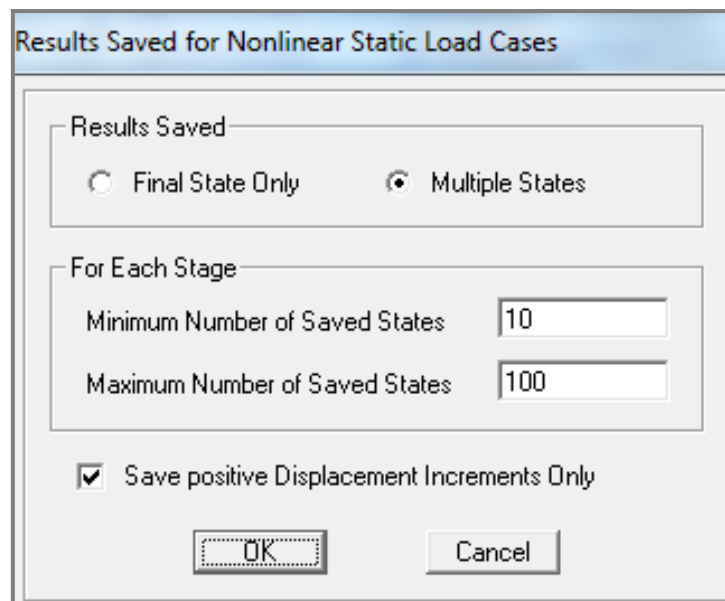 Results Saved for Nonlinear Static Load Cases
Results Saved
Final State Only Multiple States
For Each Stage
Minimum Number of Saved States 10
Maximum Number of Saved States 100
Save positive Displacement Increments Only
OK Cancel